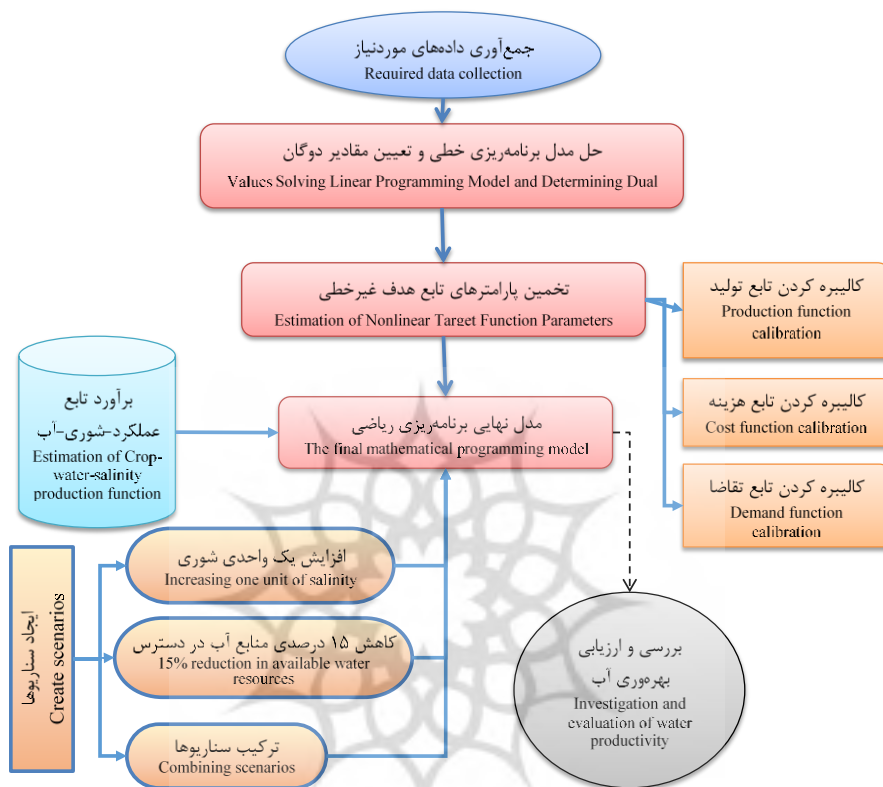 جمع‌آوری داده‌های موردنیاز
Required data collection
حل مدل برنامه‌ریزی خطی و تعیین مقادیر دوگان
Values Solving Linear Programming Model and Determining Dual
تخمین پارامترهای تابع هدف غیرخطی
Estimation of Nonlinear Target Function Parameters
کالیبره کردن تابع تولید
Production function
calibration
کالیبره کردن تابع هزینه
Cost function calibration
کالیبره کردن تابع تقاضا
Demand function
calibration
برآورد تابع
عملکرد-شوری-آب
Estimation of Crop-
water-salinity
production function
مدل نهایی برنامه‌ریزی ریاضی
The final mathematical programming model
ایجاد سناریوها
Create scenarios
افزایش یک واحدی شوری
Increasing one unit of salinity
کاهش ۱۵ درصدی منابع آب در دسترس
15% reduction in available water
resources
ترکیب سناریوها
Combining scenarios
بررسی و ارزیابی
بهره‌وری آب
Investigation and
evaluation of water
productivity